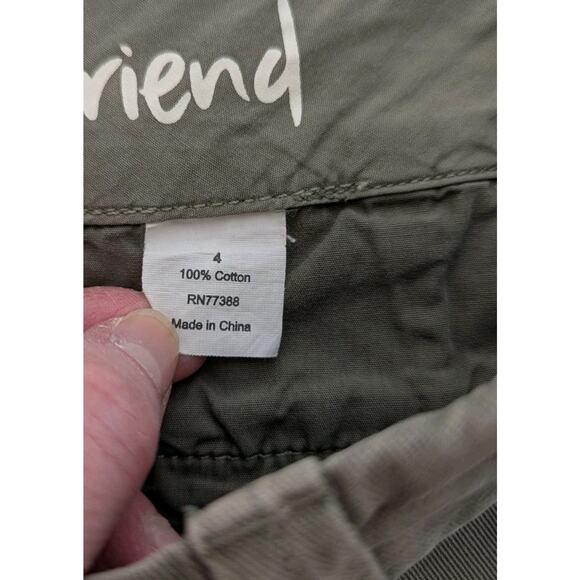 riend
4
100% Cotton
RN77388
Made in China